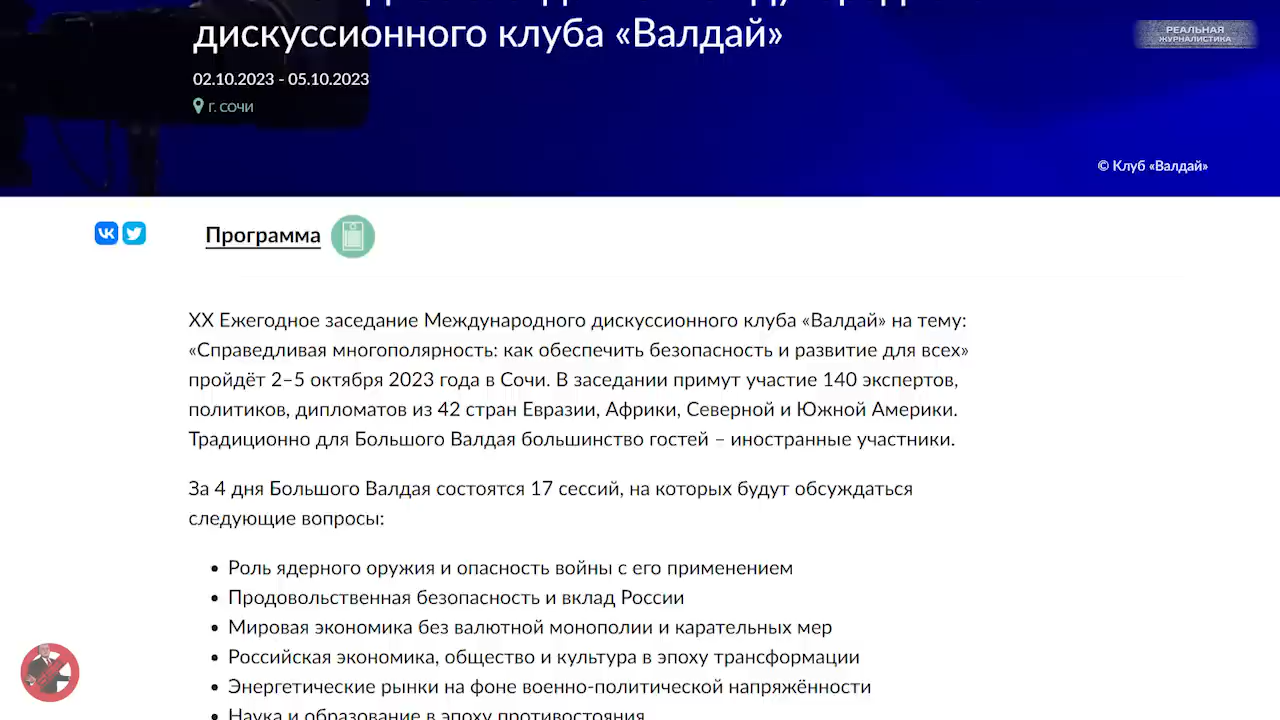 дискуссионного клуба «Валдай»
РЕАЛЬНАЯ
ЖУРНАЛИСТИКА
02.10.2023 - 05.10.2023
Г. СОЧИ
© Клуб «Валдай»
Программа
XX Ежегодное заседание Международного дискуссионного клуба «Валдай» на тему:
«Справедливая многополярность: как обеспечить безопасность и развитие для всех»
пройдёт 2–5 октября 2023 года в Сочи. В заседании примут участие 140 экспертов,
политиков, дипломатов из 42 стран Евразии, Африки, Северной и Южной Америки.
Традиционно для Большого Валдая большинство гостей – иностранные участники.
За 4 дня Большого Валдая состоятся 17 сессий, на которых будут обсуждаться
следующие вопросы:
• Роль ядерного оружия и опасность войны с его применением
• Продовольственная безопасность и вклад России
• Мировая экономика без валютной монополии и карательных мер
• Российская экономика, общество и культура в эпоху трансформации
• Энергетические рынки на фоне военно-политической напряжённости
• Наука и образование в эпоху противостояния